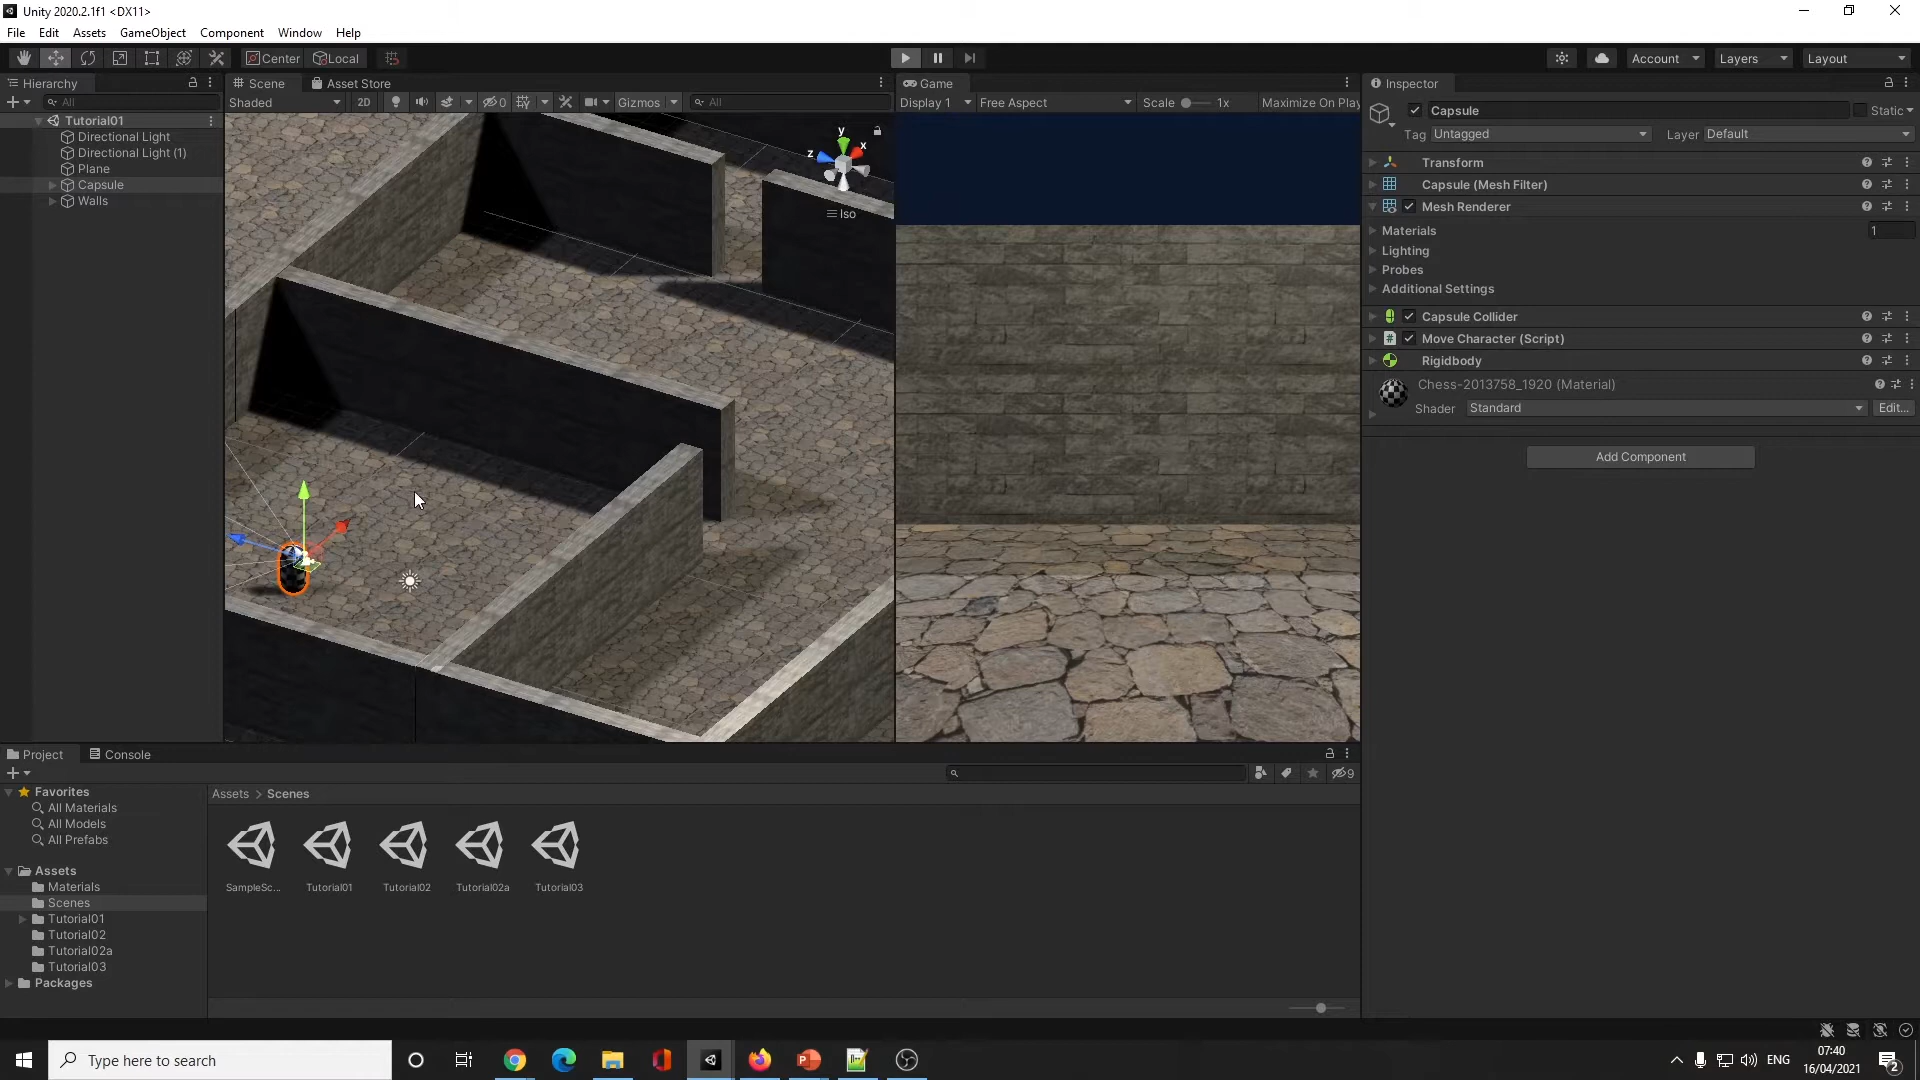 Unity 2020.2.1f1 <DX11>
File Edit Assets GameObject Component Window Help
Center Local Account Layers Layout
Hierarchy Scene Asset Store Game Inspector
All Shaded 2D 0 Gizmos All Display 1 Free Aspect Scale 1x Maximize On Play
Capsule Static
Tag Untagged Layer Default
Tutorial01
Directional Light
Directional Light (1)
Plane
Capsule
Walls
y
x
z
Iso
Transform
Capsule (Mesh Filter)
Mesh Renderer
Materials 1
Lighting
Probes
Additional Settings
Capsule Collider
Move Character (Script)
Rigidbody
Chess-2013758_1920 (Material)
Shader Standard Edit...
Add Component
Project Console
9
Favorites
All Materials
All Models
All Prefabs
Assets
Materials
Scenes
Tutorial01
Tutorial02
Tutorial02a
Tutorial03
Packages
Assets > Scenes
SampleSc... Tutorial01 Tutorial02 Tutorial02a Tutorial03
Type here to search
ENG
07:40
16/04/2021
2